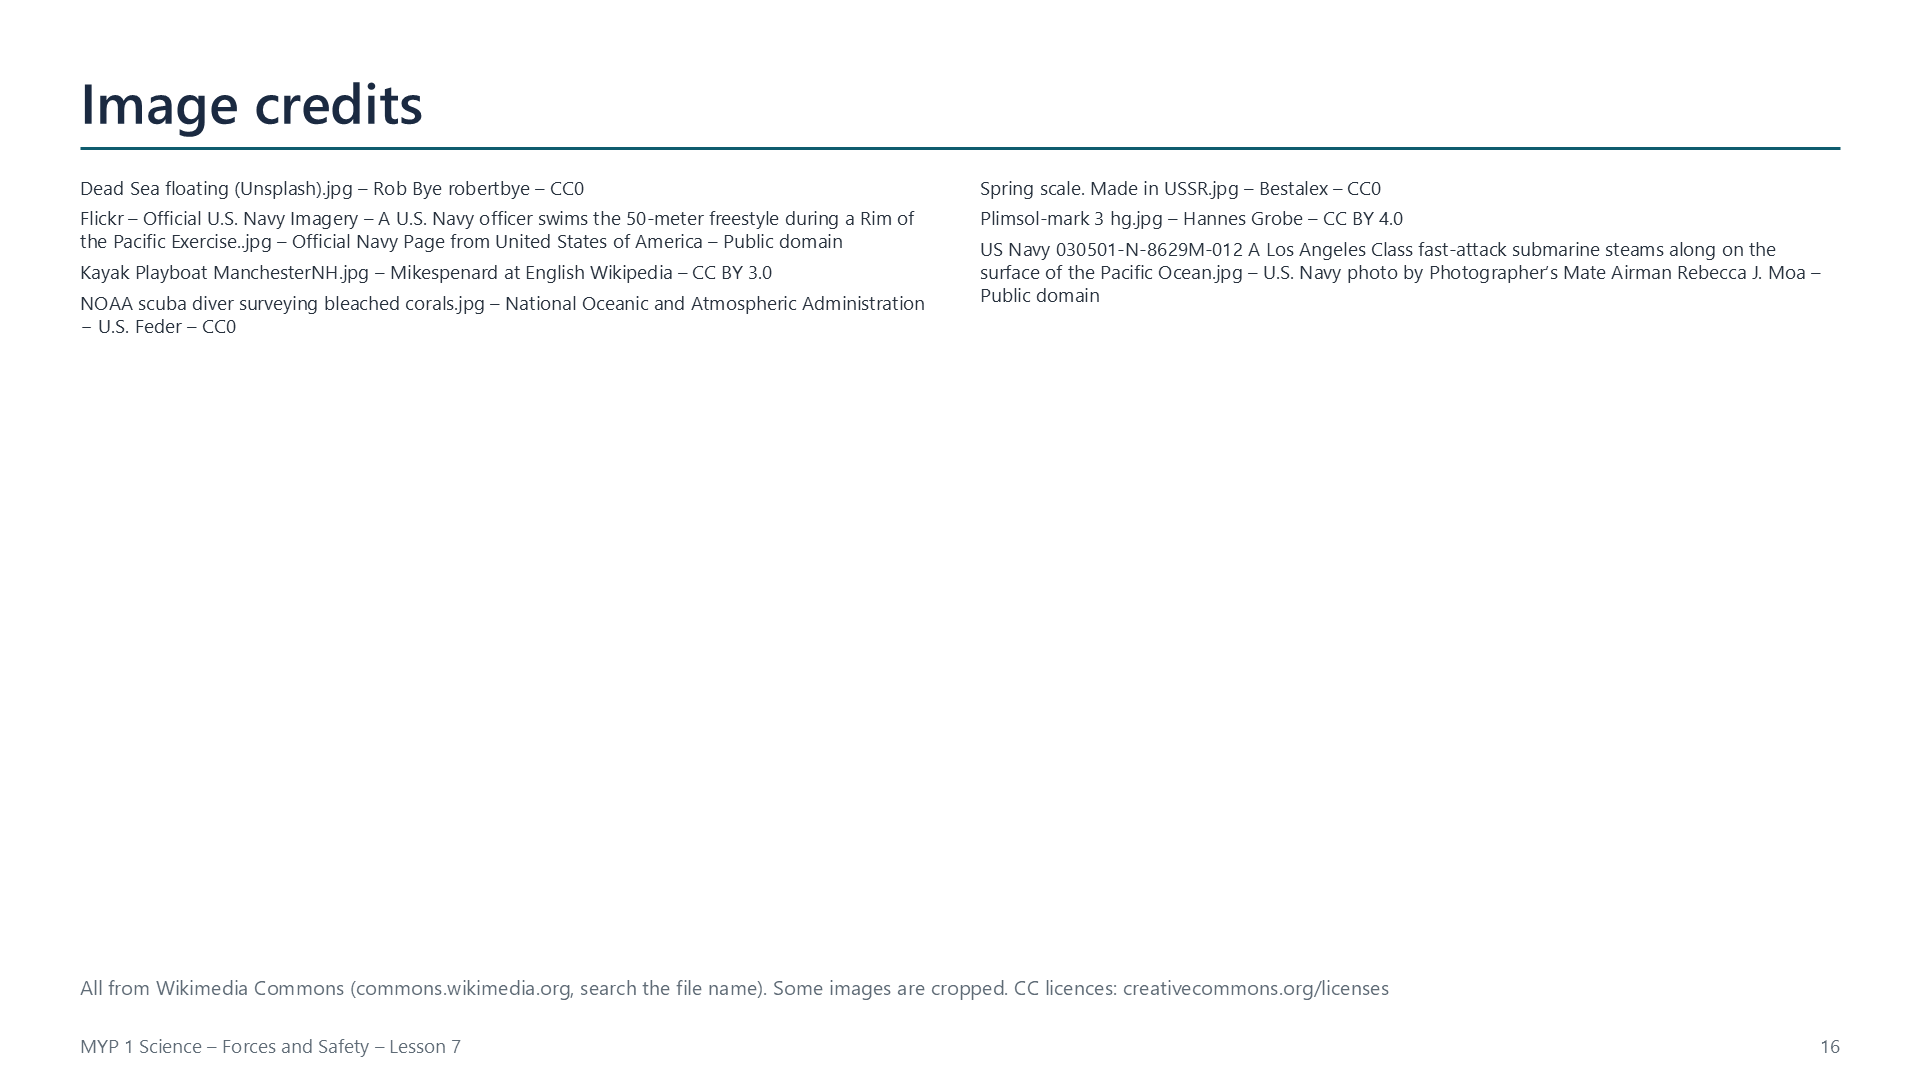 Image credits
Dead Sea floating (Unsplash).jpg – Rob Bye robertbye – CC0
Flickr – Official U.S. Navy Imagery – A U.S. Navy officer swims the 50-meter freestyle during a Rim of
the Pacific Exercise..jpg – Official Navy Page from United States of America – Public domain
Kayak Playboat ManchesterNH.jpg – Mikespenard at English Wikipedia – CC BY 3.0
NOAA scuba diver surveying bleached corals.jpg – National Oceanic and Atmospheric Administration
– U.S. Feder – CC0
Spring scale. Made in USSR.jpg – Bestalex – CC0
Plimsol-mark 3 hg.jpg – Hannes Grobe – CC BY 4.0
US Navy 030501-N-8629M-012 A Los Angeles Class fast-attack submarine steams along on the
surface of the Pacific Ocean.jpg – U.S. Navy photo by Photographer's Mate Airman Rebecca J. Moa –
Public domain
All from Wikimedia Commons (commons.wikimedia.org, search the file name). Some images are cropped. CC licences: creativecommons.org/licenses
MYP 1 Science – Forces and Safety – Lesson 7
16